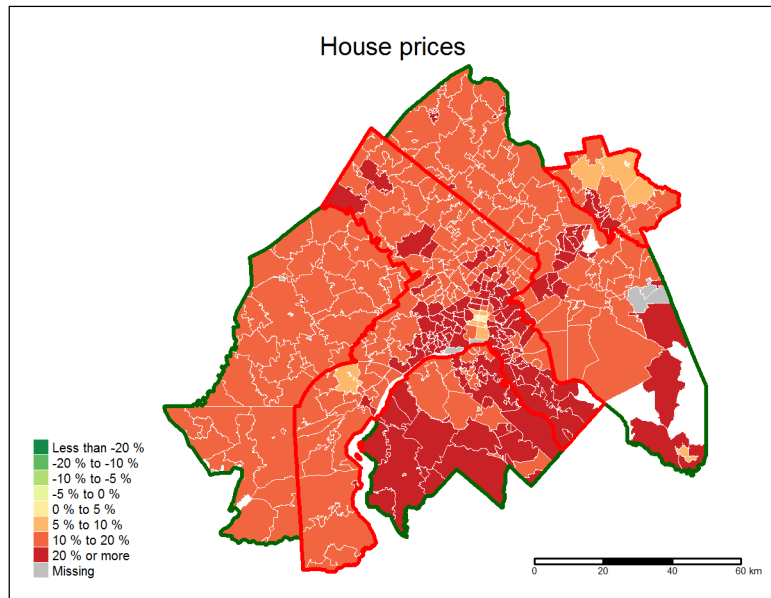 House prices
Less than -20 %
-20 % to -10 %
-10 % to -5 %
-5 % to 0 %
0 % to 5 %
5 % to 10 %
10 % to 20 %
20 % or more
Missing
0 20 40 60 km